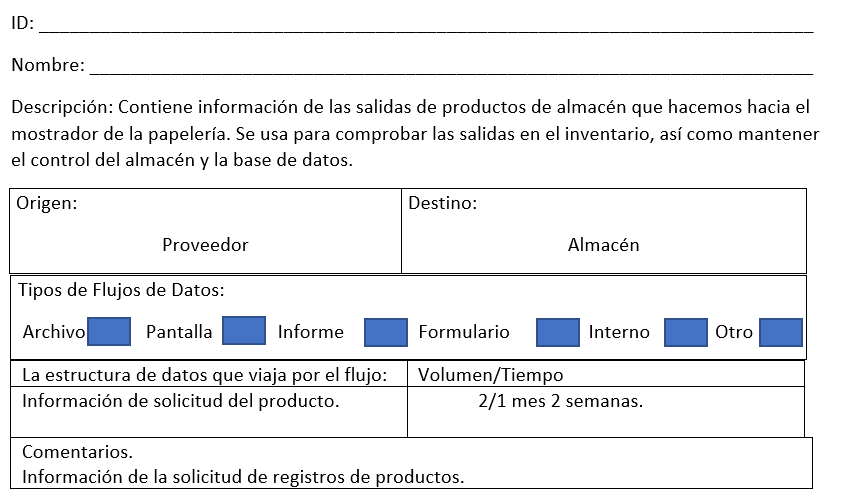 ID: ____________________________________________
Nombre: ____________________________________________
Descripción: Contiene información de las salidas de productos de almacén que hacemos hacia el
mostrador de la papelería. Se usa para comprobar las salidas en el inventario, así como mantener
el control del almacén y la base de datos.
Origen: Destino:
Proveedor Almacén
Tipos de Flujos de Datos:
Archivo Pantalla Informe Formulario Interno Otro
La estructura de datos que viaja por el flujo: Volumen/Tiempo
Información de solicitud del producto. 2/1 mes 2 semanas.
Comentarios.
Información de la solicitud de registros de productos.